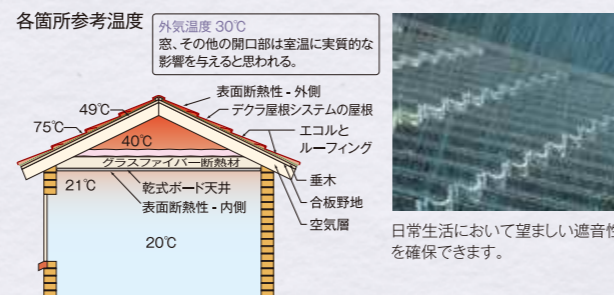 各箇所参考温度
外気温度 30℃
窓、その他の開口部は室温に実質的な
影響を与えると思われる。
表面断熱性 - 外側
49℃
デクラ屋根システムの屋根
75℃
エコルと
ルーフィング
40℃
グラスファイバー断熱材
垂木
21℃
乾式ボード天井
合板野地
表面断熱性 - 内側
空気層
20℃
日常生活において望ましい遮音性
を確保できます。